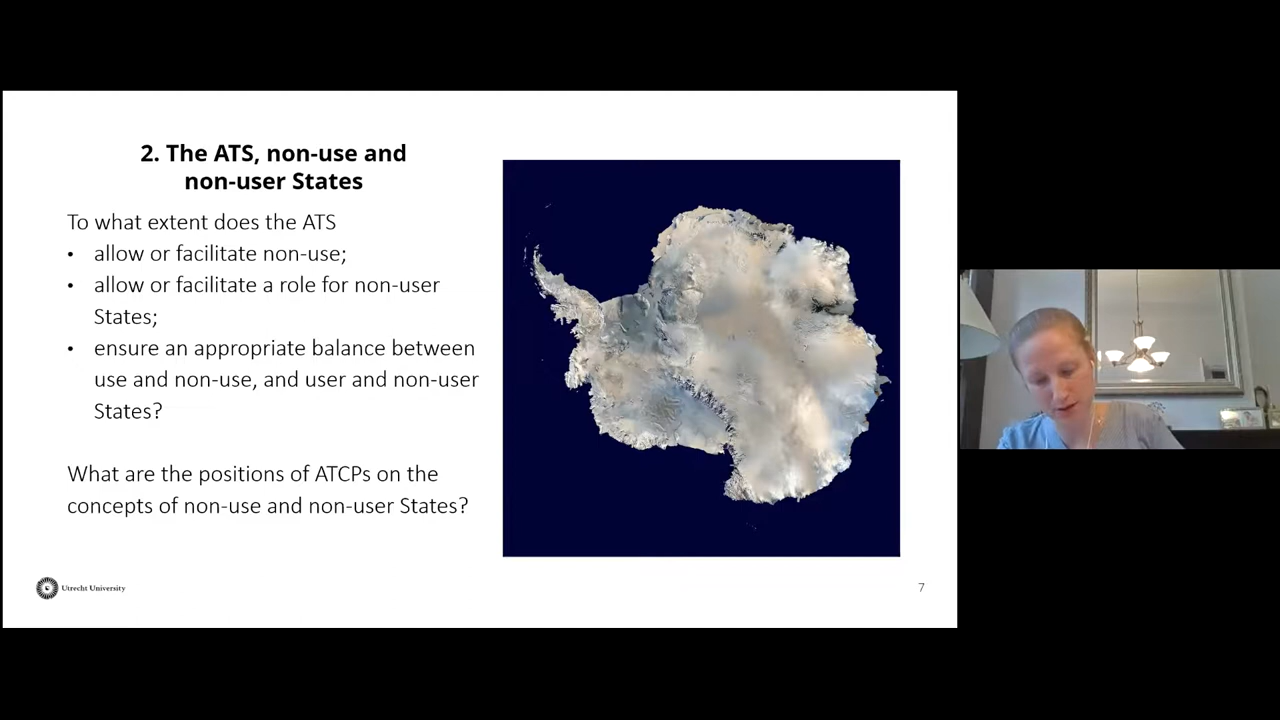 2. The ATS, non-use and
non-user States
To what extent does the ATS
• allow or facilitate non-use;
• allow or facilitate a role for non-user
States;
• ensure an appropriate balance between
use and non-use, and user and non-user
States?
What are the positions of ATCPs on the
concepts of non-use and non-user States?
Utrecht University
7